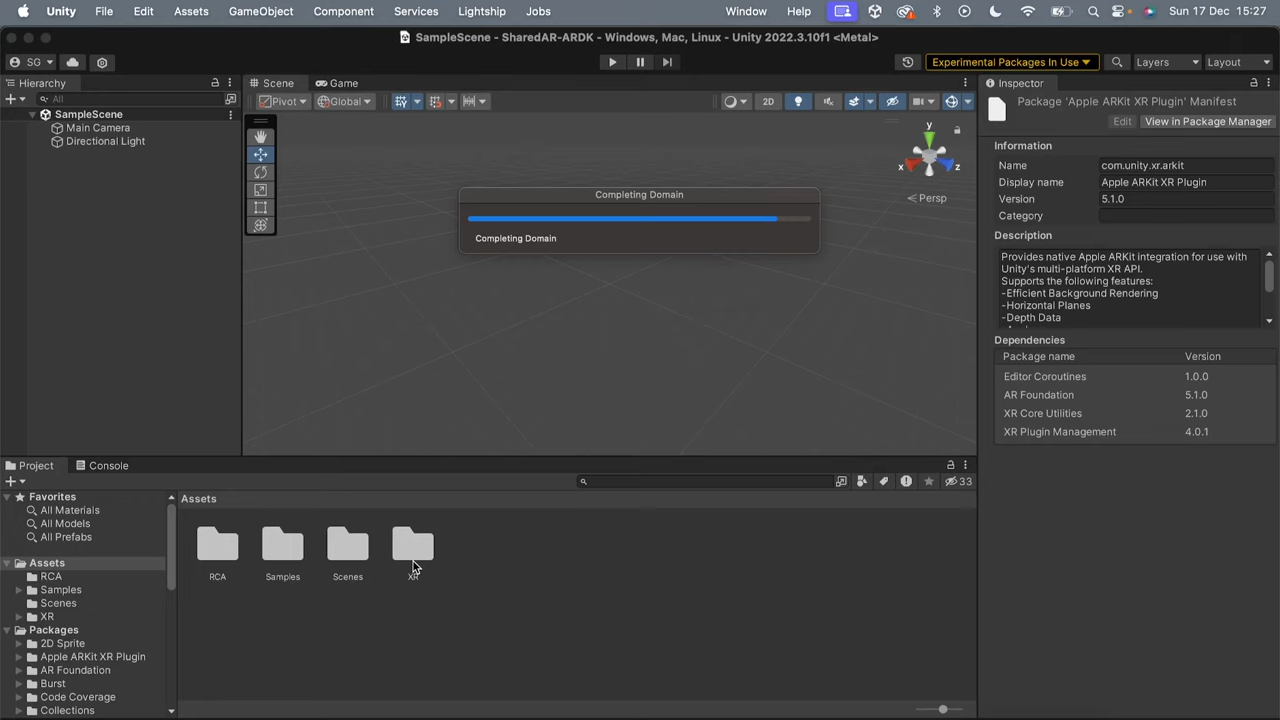 Unity File Edit Assets GameObject Component Services Lightship Jobs Window Help Sun 17 Dec 15:27
SampleScene - SharedAR-ARDK - Windows, Mac, Linux - Unity 2022.3.10f1 <Metal>
SG Experimental Packages In Use Layers Layout
Hierarchy
All
SampleScene
Main Camera
Directional Light
Scene Game
Pivot Global 2D
y
x
z
Persp
Completing Domain
Completing Domain
Inspector
Package 'Apple ARKit XR Plugin' Manifest
Edit View in Package Manager
Information
Name com.unity.xr.arkit
Display name Apple ARKit XR Plugin
Version 5.1.0
Category
Description
Provides native Apple ARKit integration for use with
Unity's multi-platform XR API.
Supports the following features:
-Efficient Background Rendering
-Horizontal Planes
-Depth Data
Dependencies
Package name Version
Editor Coroutines 1.0.0
AR Foundation 5.1.0
XR Core Utilities 2.1.0
XR Plugin Management 4.0.1
Project Console
33
Favorites
All Materials
All Models
All Prefabs
Assets
RCA
Samples
Scenes
XR
Packages
2D Sprite
Apple ARKit XR Plugin
AR Foundation
Burst
Code Coverage
Collections
Assets
RCA Samples Scenes XR